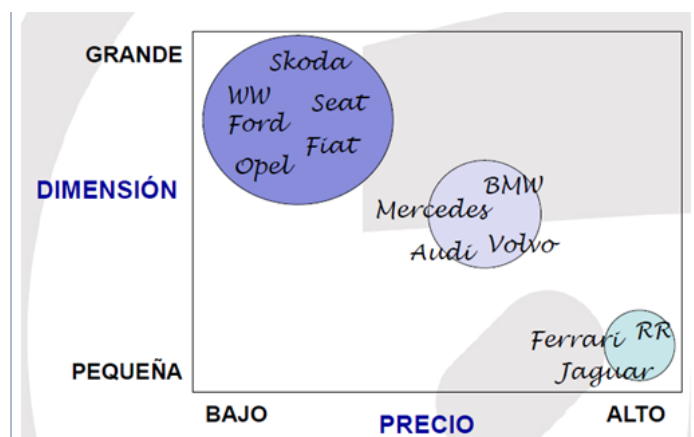 GRANDE
Skoda
WW
Seat
Ford
Fiat
Opel
DIMENSIÓN
BMW
Mercedes
Audi
Volvo
Ferrari
RR
Jaguar
PEQUEÑA
BAJO
PRECIO
ALTO